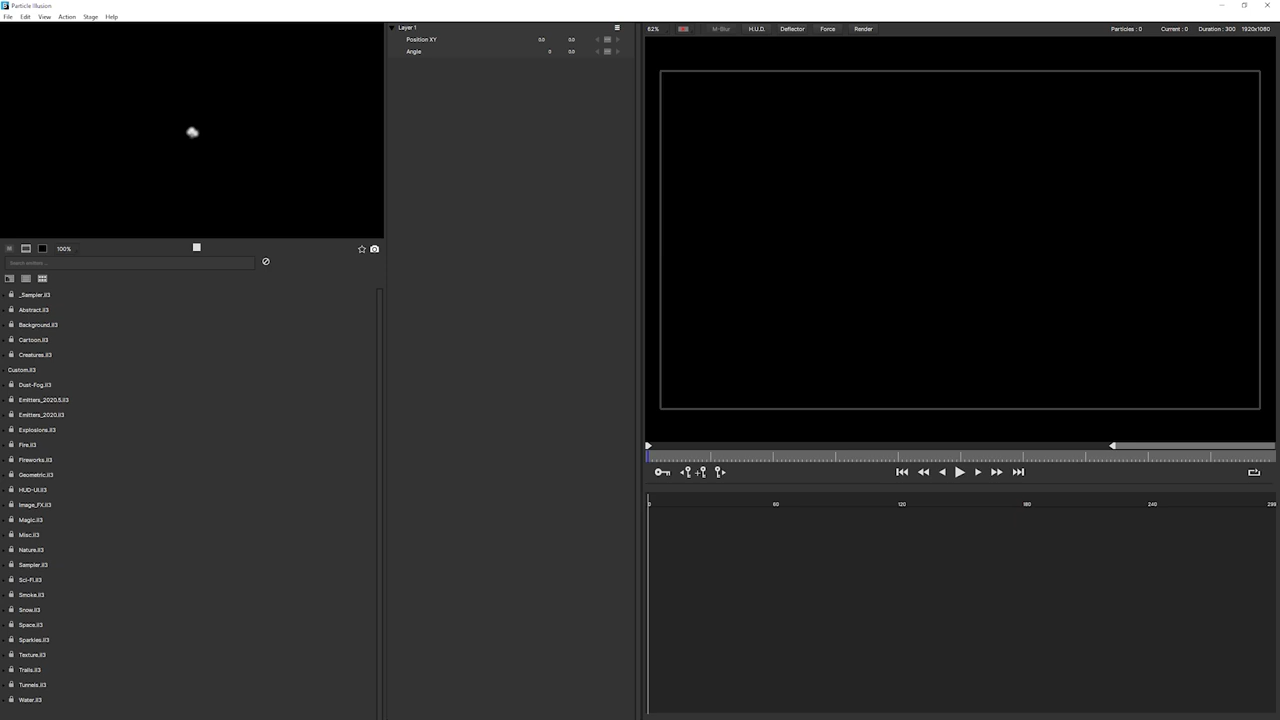 Particle Illusion
File Edit View Action Stage Help
Layer 1
Position XY 0.0 0.0
Angle 0 0.0
62% M-Blur H.U.D. Deflector Force Render Particles : 0 Current : 0 Duration : 300 1920x1080
100%
Search entities ...
_Sampler.il3
Abstract.il3
Background.il3
Cartoon.il3
Creatures.il3
Custom.il3
Dust-Fog.il3
Emitters_2020.5.il3
Emitters_2020.il3
Explosions.il3
Fire.il3
Fireworks.il3
Geometric.il3
HUD-UI.il3
Image_FX.il3
Magic.il3
Misc.il3
Nature.il3
Sampler.il3
Sci-Fi.il3
Smoke.il3
Snow.il3
Space.il3
Sparkles.il3
Texture.il3
Trails.il3
Tunnels.il3
Water.il3
0 60 120 180 240 299